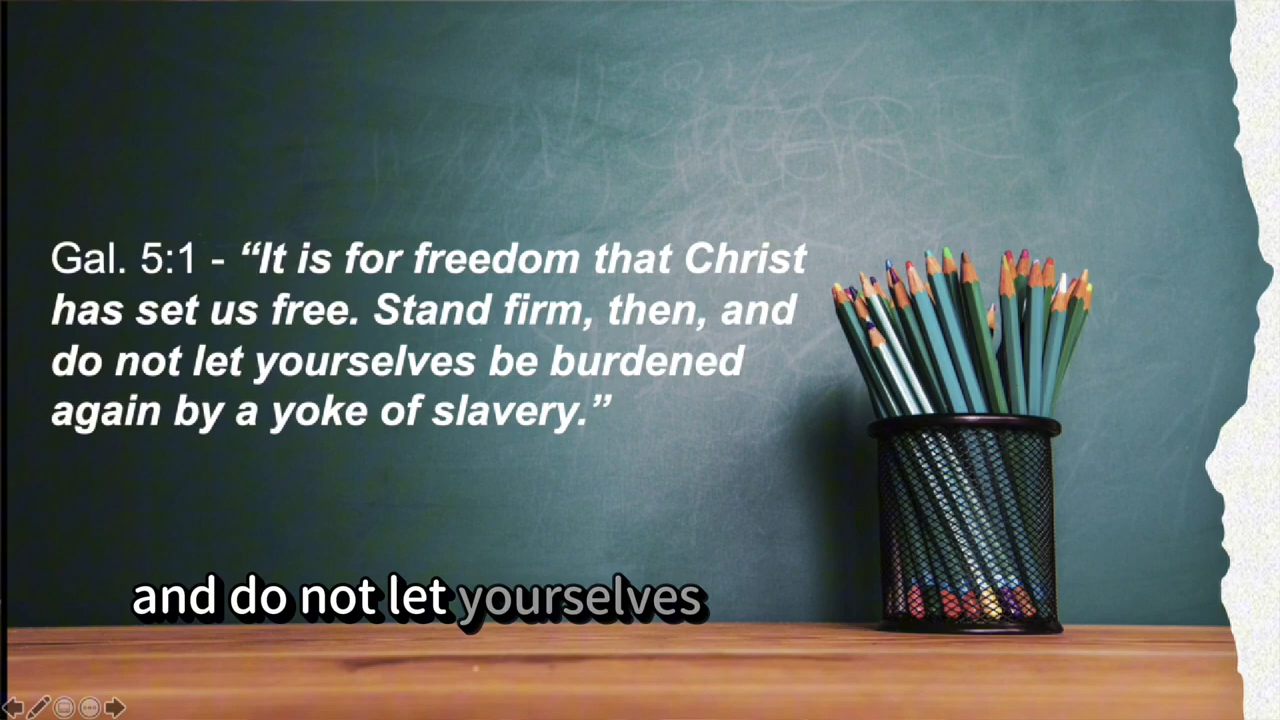 Gal. 5:1 - “It is for freedom that Christ
has set us free. Stand firm, then, and
do not let yourselves be burdened
again by a yoke of slavery.”
and do not let yourselves